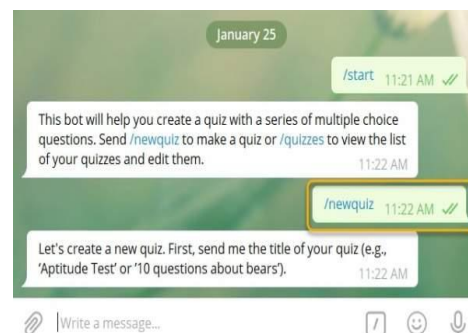 January 25
/start 11:21 AM
This bot will help you create a quiz with a series of multiple choice
questions. Send /newquiz to make a quiz or /quizzes to view the list
of your quizzes and edit them.
11:22 AM
/newquiz 11:22 AM
Let's create a new quiz. First, send me the title of your quiz (e.g.,
'Aptitude Test' or '10 questions about bears').
11:22 AM
Write a message...